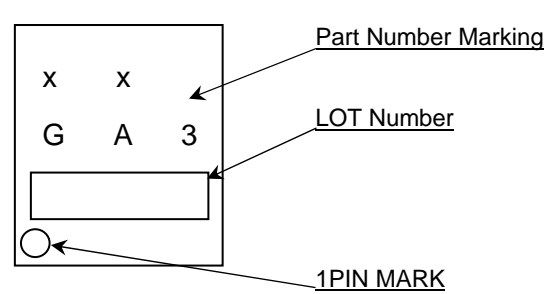 Part Number Marking
x x
G A 3
LOT Number
1PIN MARK